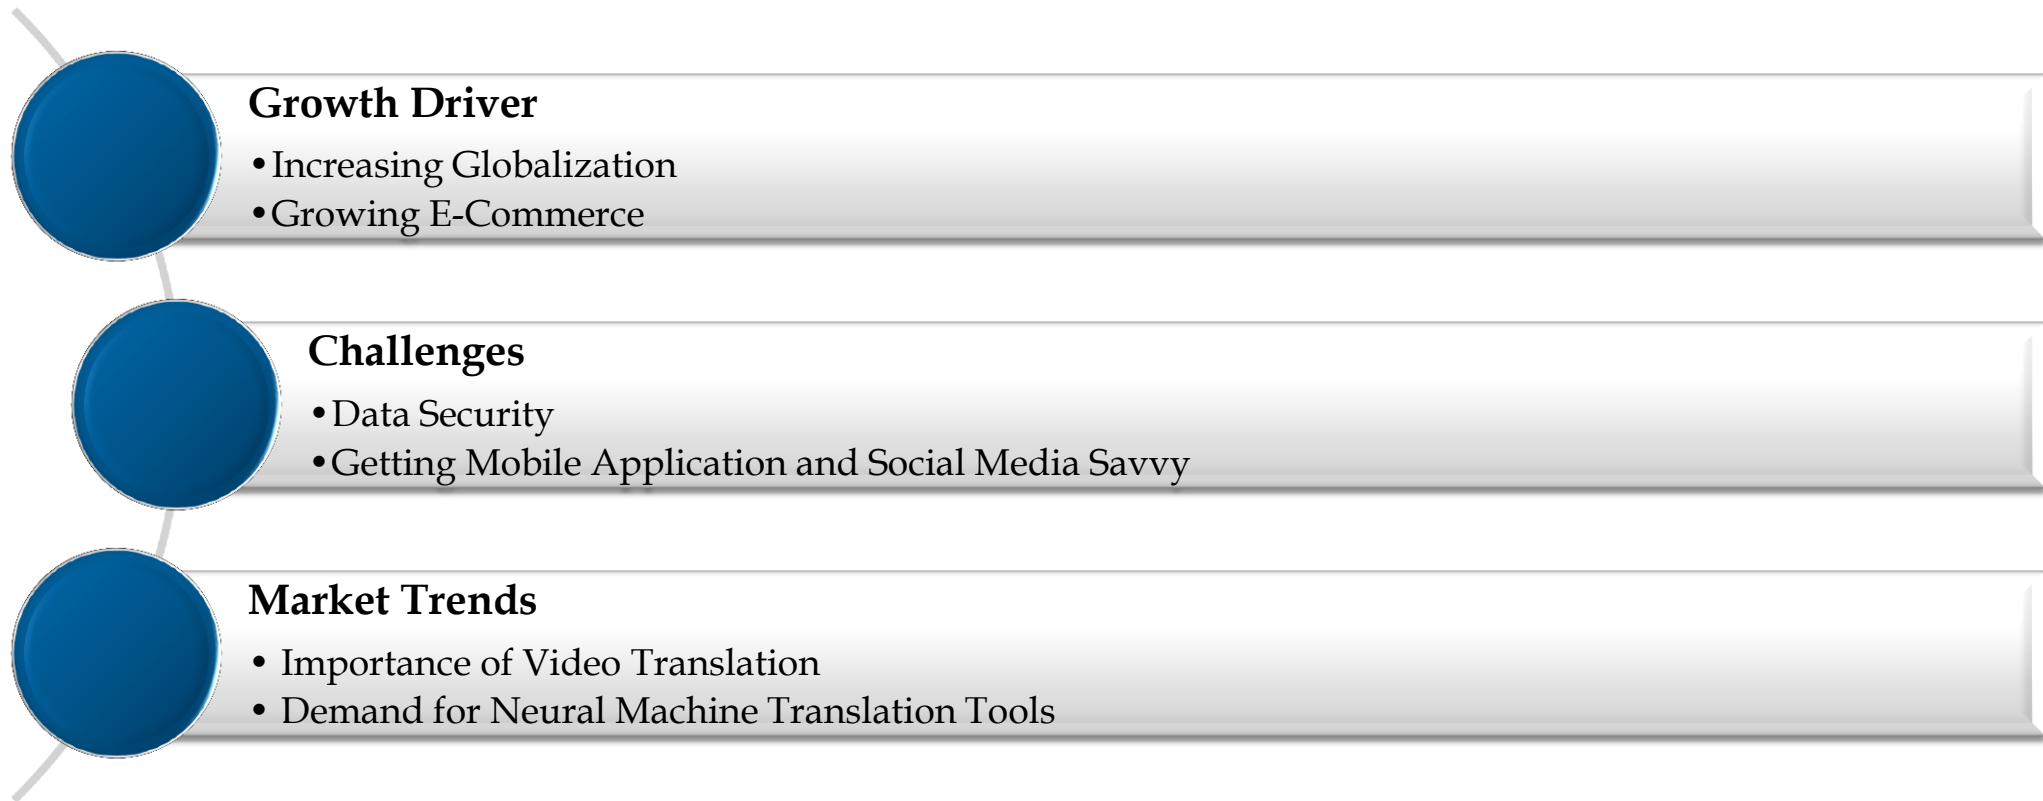 Growth Driver
•Increasing Globalization
•Growing E-Commerce
Challenges
•Data Security
•Getting Mobile Application and Social Media Savvy
Market Trends
• Importance of Video Translation
• Demand for Neural Machine Translation Tools